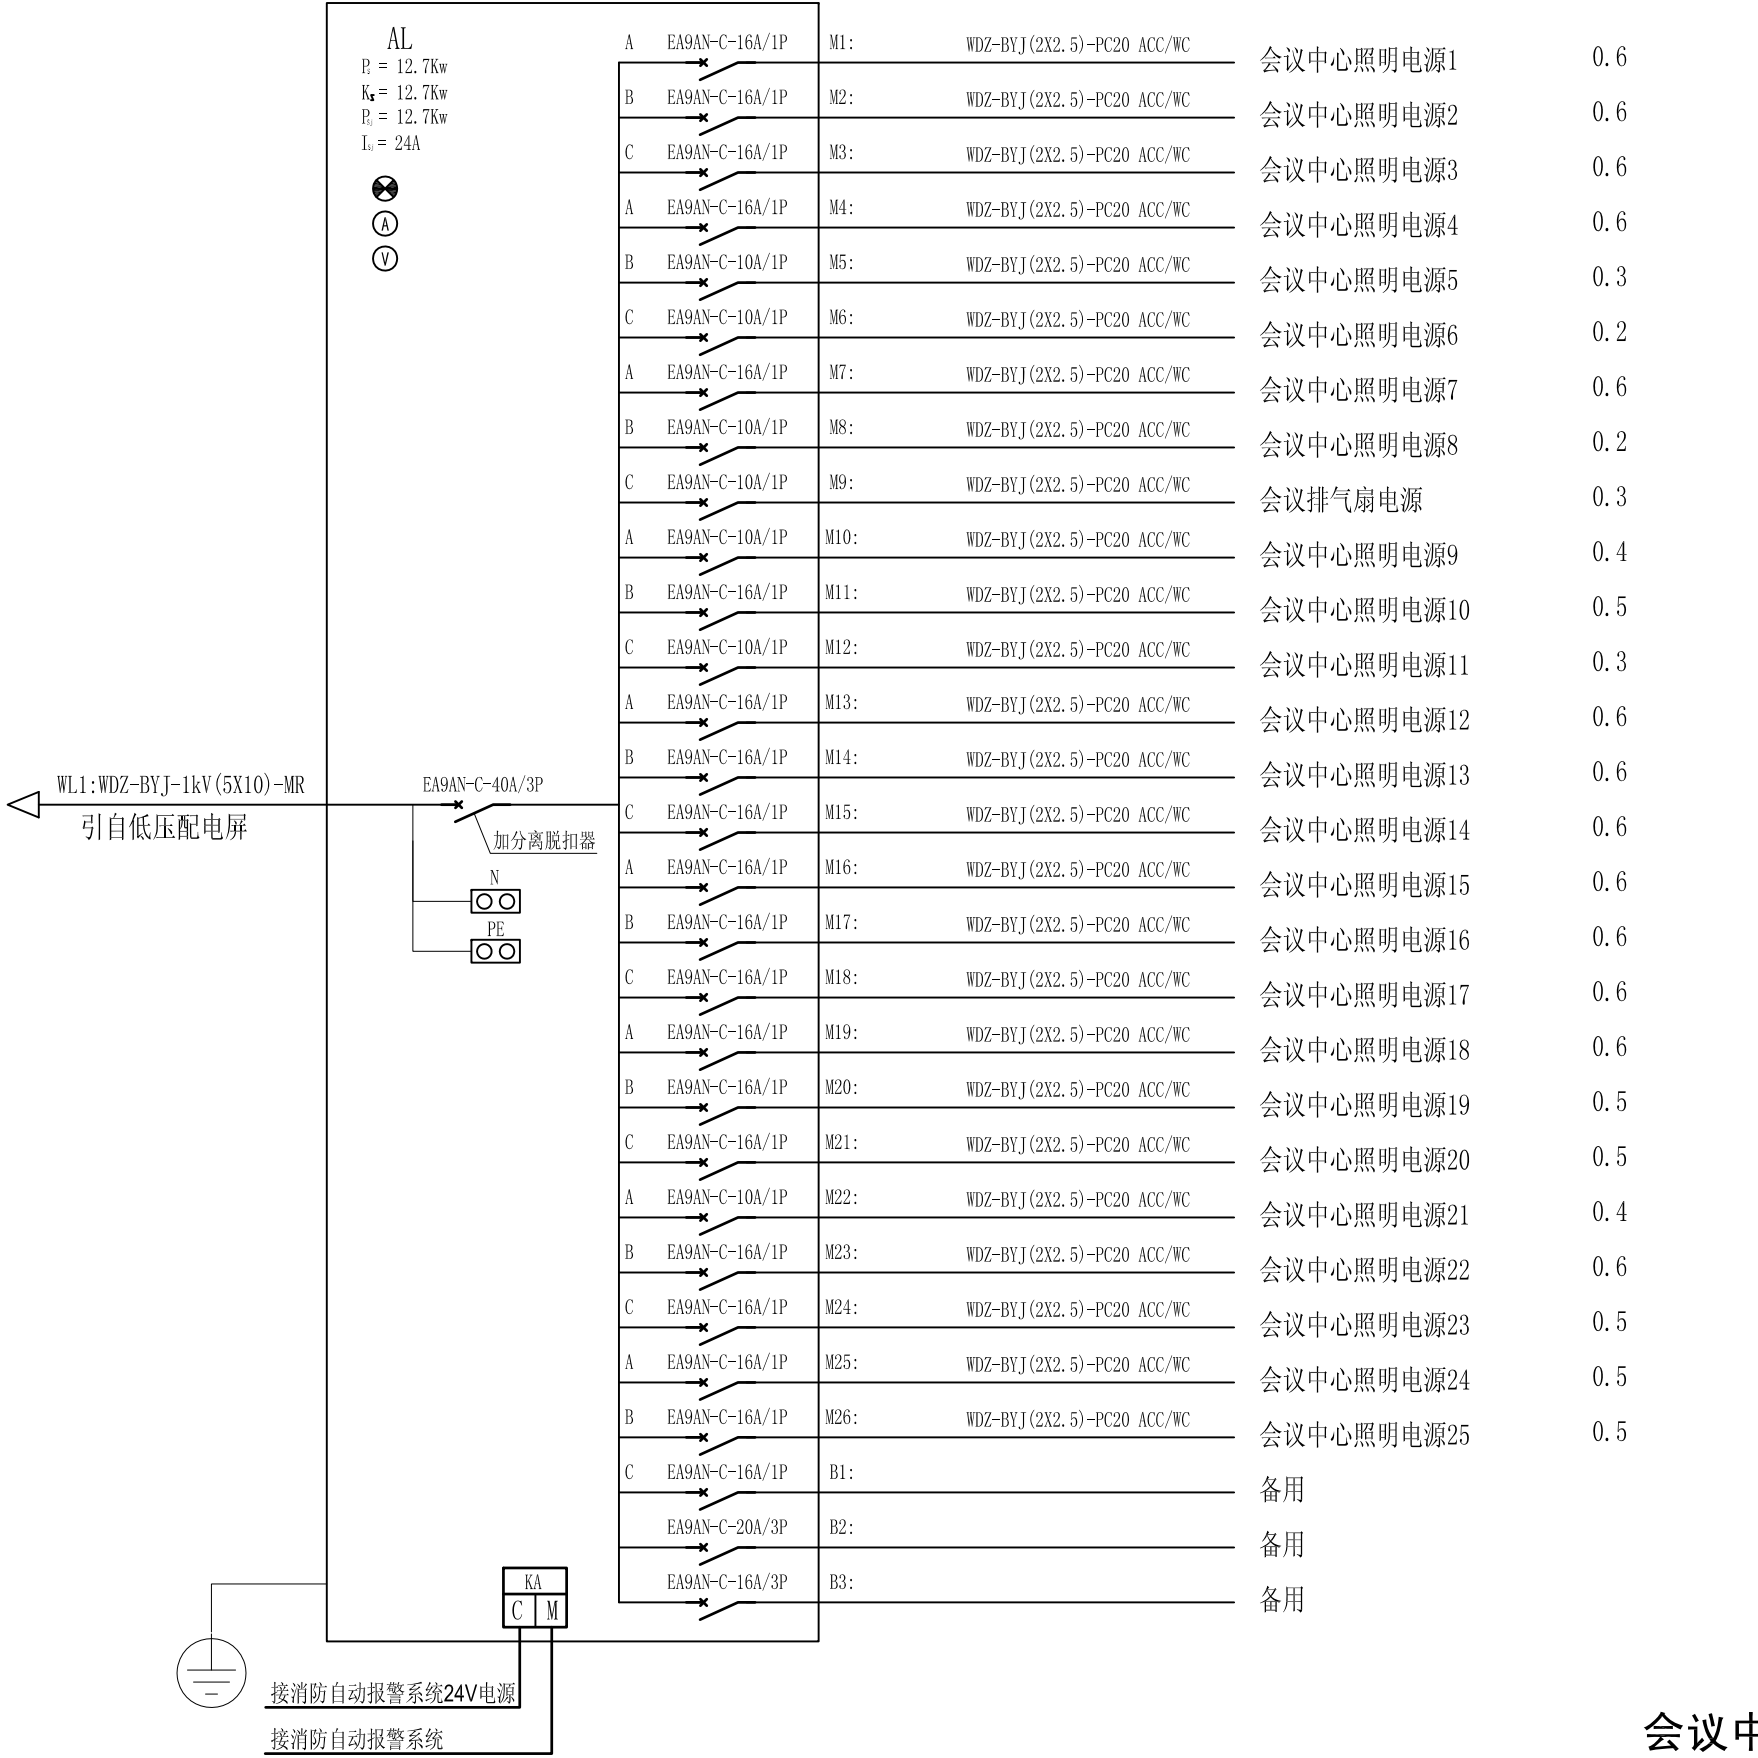 AL
Ps = 12.7Kw
Kx = 12.7Kw
Psj = 12.7Kw
Isj = 24A
A
V
A EA9AN-C-16A/1P M1: WDZ-BYJ(2X2.5)-PC20 ACC/WC 会议中心照明电源1 0.6
B EA9AN-C-16A/1P M2: WDZ-BYJ(2X2.5)-PC20 ACC/WC 会议中心照明电源2 0.6
C EA9AN-C-16A/1P M3: WDZ-BYJ(2X2.5)-PC20 ACC/WC 会议中心照明电源3 0.6
A EA9AN-C-16A/1P M4: WDZ-BYJ(2X2.5)-PC20 ACC/WC 会议中心照明电源4 0.6
B EA9AN-C-10A/1P M5: WDZ-BYJ(2X2.5)-PC20 ACC/WC 会议中心照明电源5 0.3
C EA9AN-C-10A/1P M6: WDZ-BYJ(2X2.5)-PC20 ACC/WC 会议中心照明电源6 0.2
A EA9AN-C-16A/1P M7: WDZ-BYJ(2X2.5)-PC20 ACC/WC 会议中心照明电源7 0.6
B EA9AN-C-10A/1P M8: WDZ-BYJ(2X2.5)-PC20 ACC/WC 会议中心照明电源8 0.2
C EA9AN-C-10A/1P M9: WDZ-BYJ(2X2.5)-PC20 ACC/WC 会议排气扇电源 0.3
A EA9AN-C-10A/1P M10: WDZ-BYJ(2X2.5)-PC20 ACC/WC 会议中心照明电源9 0.4
B EA9AN-C-16A/1P M11: WDZ-BYJ(2X2.5)-PC20 ACC/WC 会议中心照明电源10 0.5
C EA9AN-C-10A/1P M12: WDZ-BYJ(2X2.5)-PC20 ACC/WC 会议中心照明电源11 0.3
A EA9AN-C-16A/1P M13: WDZ-BYJ(2X2.5)-PC20 ACC/WC 会议中心照明电源12 0.6
B EA9AN-C-16A/1P M14: WDZ-BYJ(2X2.5)-PC20 ACC/WC 会议中心照明电源13 0.6
C EA9AN-C-16A/1P M15: WDZ-BYJ(2X2.5)-PC20 ACC/WC 会议中心照明电源14 0.6
A EA9AN-C-16A/1P M16: WDZ-BYJ(2X2.5)-PC20 ACC/WC 会议中心照明电源15 0.6
B EA9AN-C-16A/1P M17: WDZ-BYJ(2X2.5)-PC20 ACC/WC 会议中心照明电源16 0.6
C EA9AN-C-16A/1P M18: WDZ-BYJ(2X2.5)-PC20 ACC/WC 会议中心照明电源17 0.6
A EA9AN-C-16A/1P M19: WDZ-BYJ(2X2.5)-PC20 ACC/WC 会议中心照明电源18 0.6
B EA9AN-C-16A/1P M20: WDZ-BYJ(2X2.5)-PC20 ACC/WC 会议中心照明电源19 0.5
C EA9AN-C-16A/1P M21: WDZ-BYJ(2X2.5)-PC20 ACC/WC 会议中心照明电源20 0.5
A EA9AN-C-10A/1P M22: WDZ-BYJ(2X2.5)-PC20 ACC/WC 会议中心照明电源21 0.4
B EA9AN-C-16A/1P M23: WDZ-BYJ(2X2.5)-PC20 ACC/WC 会议中心照明电源22 0.6
C EA9AN-C-16A/1P M24: WDZ-BYJ(2X2.5)-PC20 ACC/WC 会议中心照明电源23 0.5
A EA9AN-C-16A/1P M25: WDZ-BYJ(2X2.5)-PC20 ACC/WC 会议中心照明电源24 0.5
B EA9AN-C-16A/1P M26: WDZ-BYJ(2X2.5)-PC20 ACC/WC 会议中心照明电源25 0.5
C EA9AN-C-16A/1P B1: 备用
EA9AN-C-20A/3P B2: 备用
EA9AN-C-16A/3P B3: 备用
WL1:WDZ-BYJ-1kV(5X10)-MR
引自低压配电屏
EA9AN-C-40A/3P
加分离脱扣器
N
PE
KA
C M
接消防自动报警系统24V电源
接消防自动报警系统
会议中